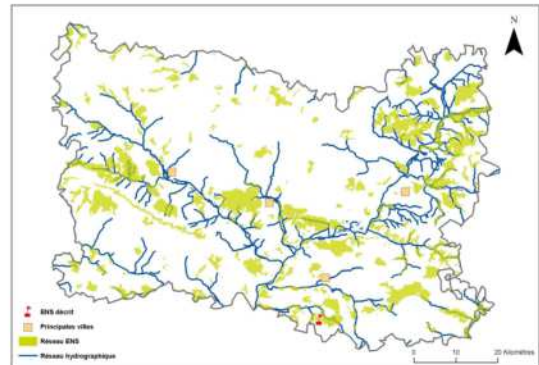 N
ENS décrit
Principales villes
Réseau ENS
Réseau hydrographique
0 10 20 Kilomètres